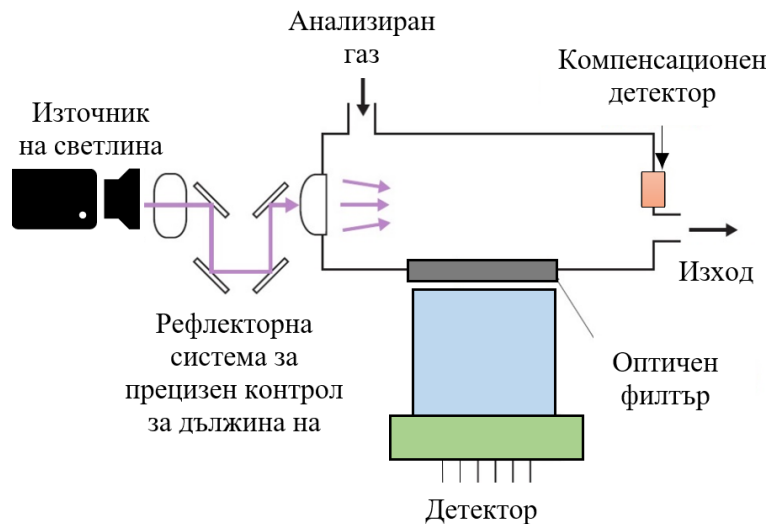 Анализиран
газ
Компенсационен
детектор
Източник
на светлина
Изход
Рефлекторна
система за
прецизен контрол
за дължина на
Оптичен
филтър
Детектор